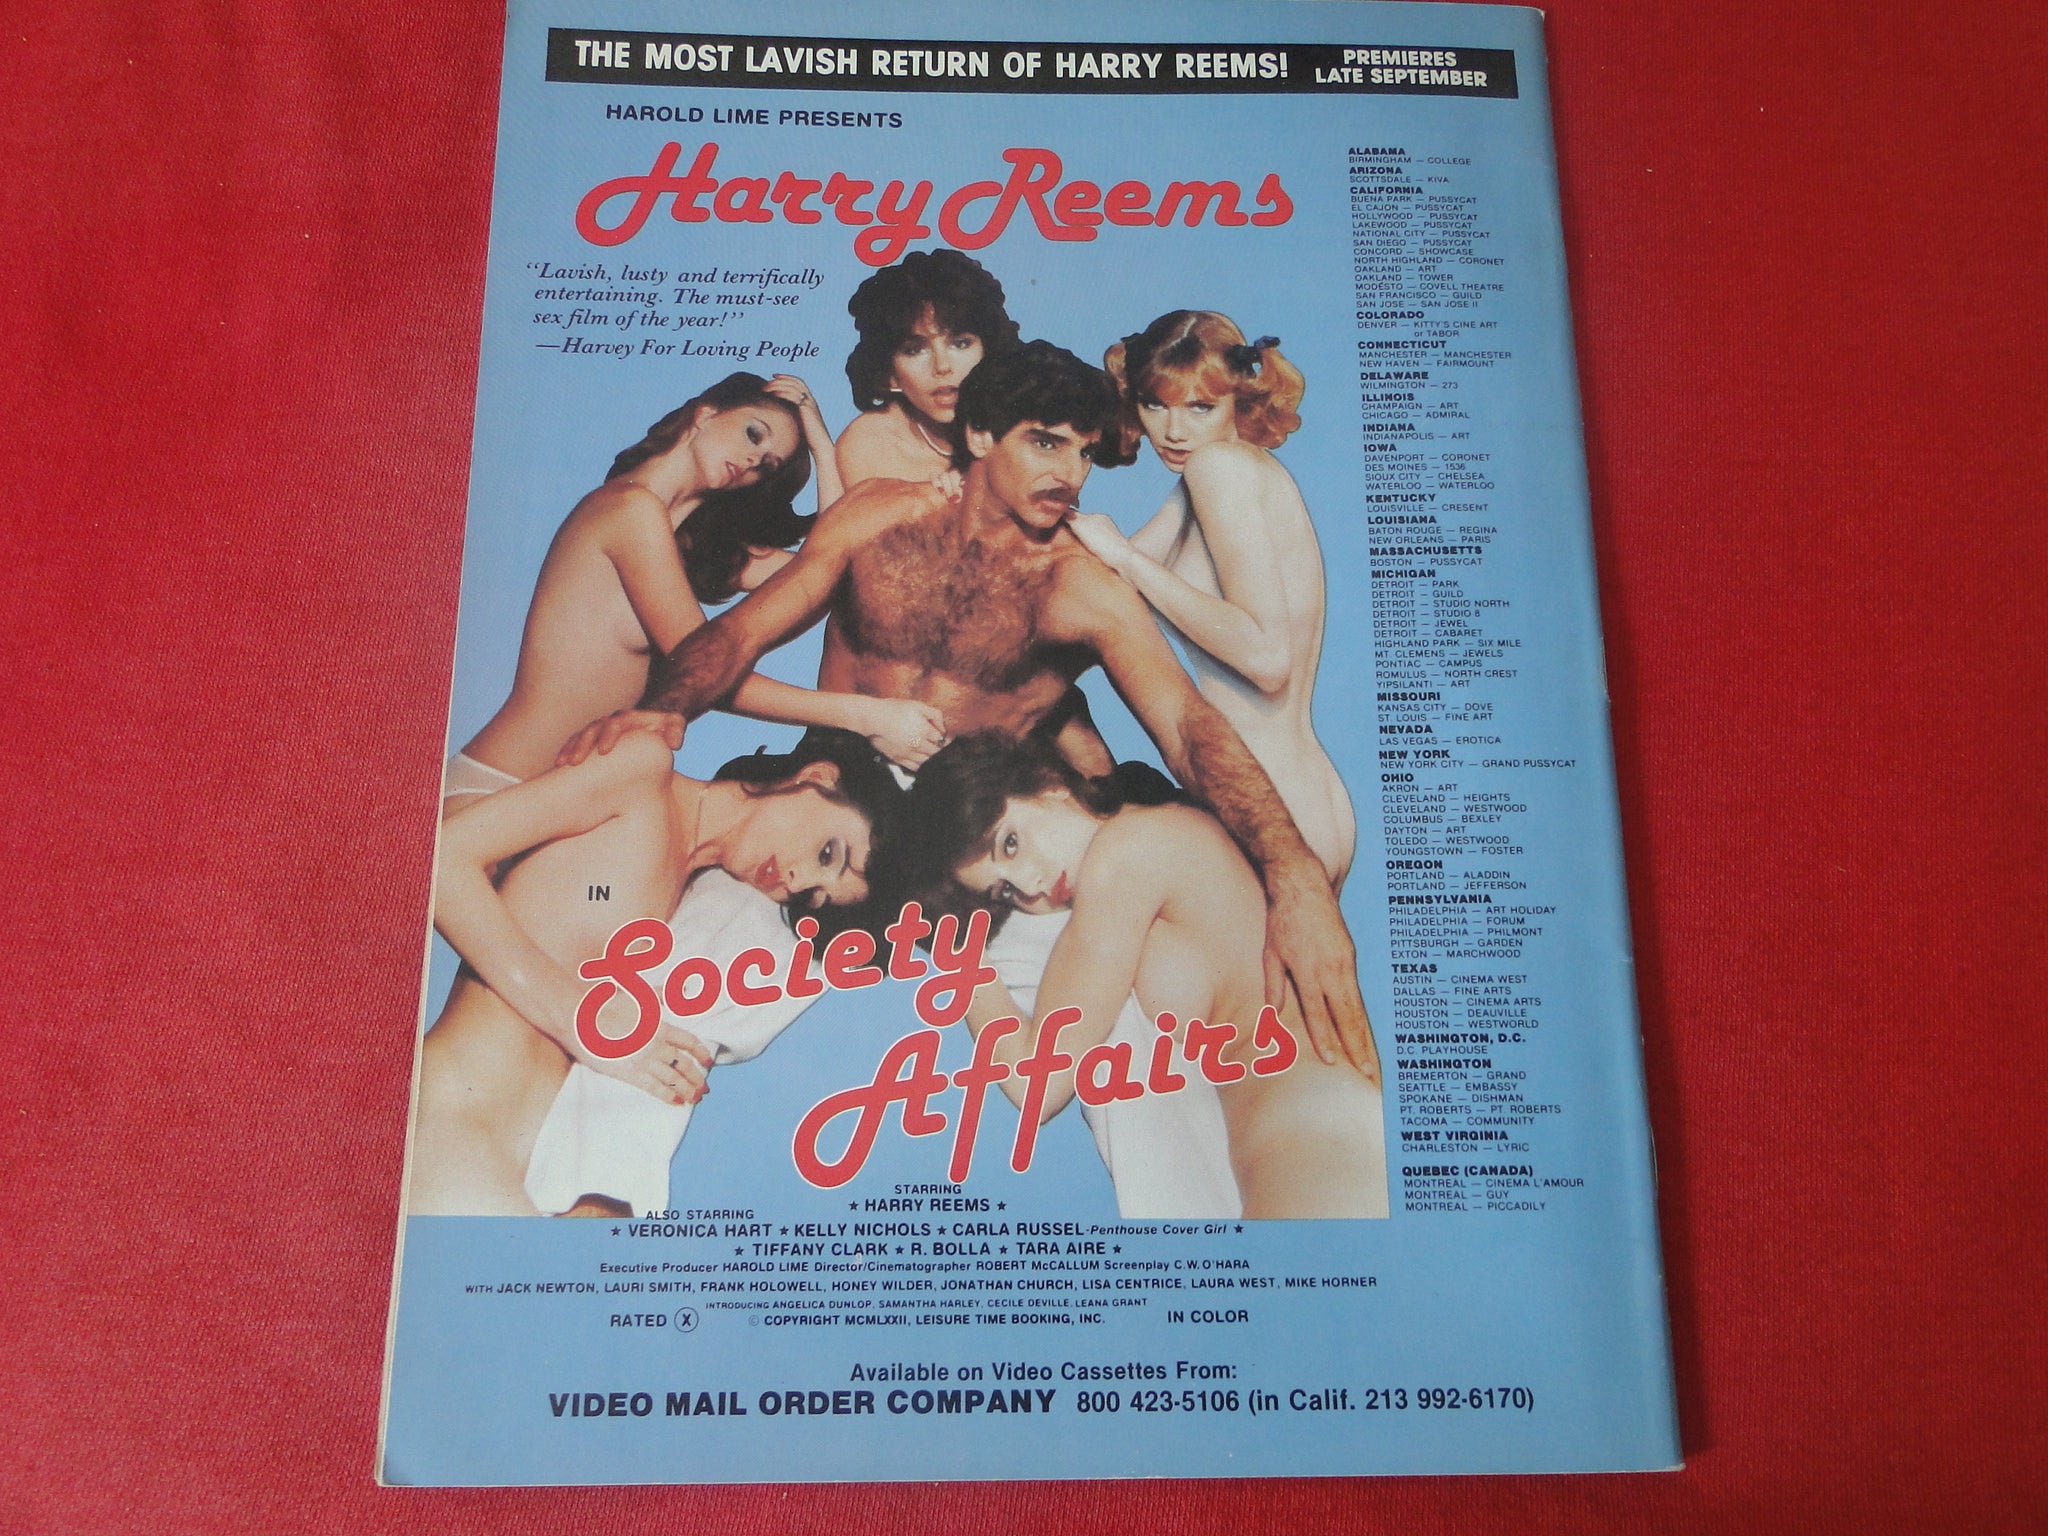 THE MOST LAVISH RETURN OF HARRY REEMS!
PREMIERES
LATE SEPTEMBER
HAROLD LIME PRESENTS
Harry Reems
"Lavish, lusty and terrifically
entertaining. The must-see
sex film of the year!"
—Harvey For Loving People
IN
Society
Affairs
STARRING
★ HARRY REEMS ★
ALSO STARRING
★ VERONICA HART ★ KELLY NICHOLS ★ CARLA RUSSEL-Penthouse Cover Girl ★
★ TIFFANY CLARK ★ R. BOLLA ★ TARA AIRE ★
Executive Producer HAROLD LIME Director/Cinematographer ROBERT McCALLUM Screenplay C.W. O'HARA
WITH JACK NEWTON, LAURI SMITH, FRANK HOLOWELL, HONEY WILDER, JONATHAN CHURCH, LISA CENTRICE, LAURA WEST, MIKE HORNER
INTRODUCING ANGELICA DUNLOP, SAMANTHA HARLEY, CECILE DEVILLE, LEANA GRANT
RATED X © COPYRIGHT MCMLXXII, LEISURE TIME BOOKING, INC. IN COLOR
Available on Video Cassettes From:
VIDEO MAIL ORDER COMPANY 800 423-5106 (in Calif. 213 992-6170)
ALABAMA
BIRMINGHAM — COLLEGE
ARIZONA
SCOTTSDALE — KIVA
CALIFORNIA
BUENA PARK — PUSSYCAT
EL CAJON — PUSSYCAT
HOLLYWOOD — PUSSYCAT
LAKEWOOD — PUSSYCAT
NATIONAL CITY — PUSSYCAT
SAN DIEGO — PUSSYCAT
CONCORD — SHOWCASE
NORTH HIGHLAND — CORONET
OAKLAND — ART
OAKLAND — TOWER
MODESTO — COVELL THEATRE
SAN FRANCISCO — GUILD
SAN JOSE — SAN JOSE II
COLORADO
DENVER — KITTY'S CINE ART
or TABOR
CONNECTICUT
MANCHESTER — MANCHESTER
NEW HAVEN — FAIRMOUNT
DELAWARE
WILMINGTON — 273
ILLINOIS
CHAMPAIGN — ART
CHICAGO — ADMIRAL
INDIANA
INDIANAPOLIS — ART
IOWA
DAVENPORT — CORONET
DES MOINES — 1536
SIOUX CITY — CHELSEA
WATERLOO — WATERLOO
KENTUCKY
LOUISVILLE — CRESENT
LOUISIANA
BATON ROUGE — REGINA
NEW ORLEANS — PARIS
MASSACHUSETTS
BOSTON — PUSSYCAT
MICHIGAN
DETROIT — PARK
DETROIT — GUILD
DETROIT — STUDIO NORTH
DETROIT — STUDIO 8
DETROIT — JEWEL
DETROIT — CABARET
HIGHLAND PARK — SIX MILE
MT. CLEMENS — JEWELS
PONTIAC — CAMPUS
ROMULUS — NORTH CREST
YIPSILANTI — ART
MISSOURI
KANSAS CITY — DOVE
ST. LOUIS — FINE ART
NEVADA
LAS VEGAS — EROTICA
NEW YORK
NEW YORK CITY — GRAND PUSSYCAT
OHIO
AKRON — ART
CLEVELAND — HEIGHTS
CLEVELAND — WESTWOOD
COLUMBUS — BEXLEY
DAYTON — ART
TOLEDO — WESTWOOD
YOUNGSTOWN — FOSTER
OREGON
PORTLAND — ALADDIN
PORTLAND — JEFFERSON
PENNSYLVANIA
PHILADELPHIA — ART HOLIDAY
PHILADELPHIA — FORUM
PHILADELPHIA — PHILMONT
PITTSBURGH — GARDEN
EXTON — MARCHWOOD
TEXAS
AUSTIN — CINEMA WEST
DALLAS — FINE ARTS
HOUSTON — CINEMA ARTS
HOUSTON — DEAUVILLE
HOUSTON — WESTWORLD
WASHINGTON, D.C.
D.C. PLAYHOUSE
WASHINGTON
BREMERTON — GRAND
SEATTLE — EMBASSY
SPOKANE — DISHMAN
PT. ROBERTS — PT. ROBERTS
TACOMA — COMMUNITY
WEST VIRGINIA
CHARLESTON — LYRIC
QUEBEC (CANADA)
MONTREAL — CINEMA L'AMOUR
MONTREAL — GUY
MONTREAL — PICCADILY